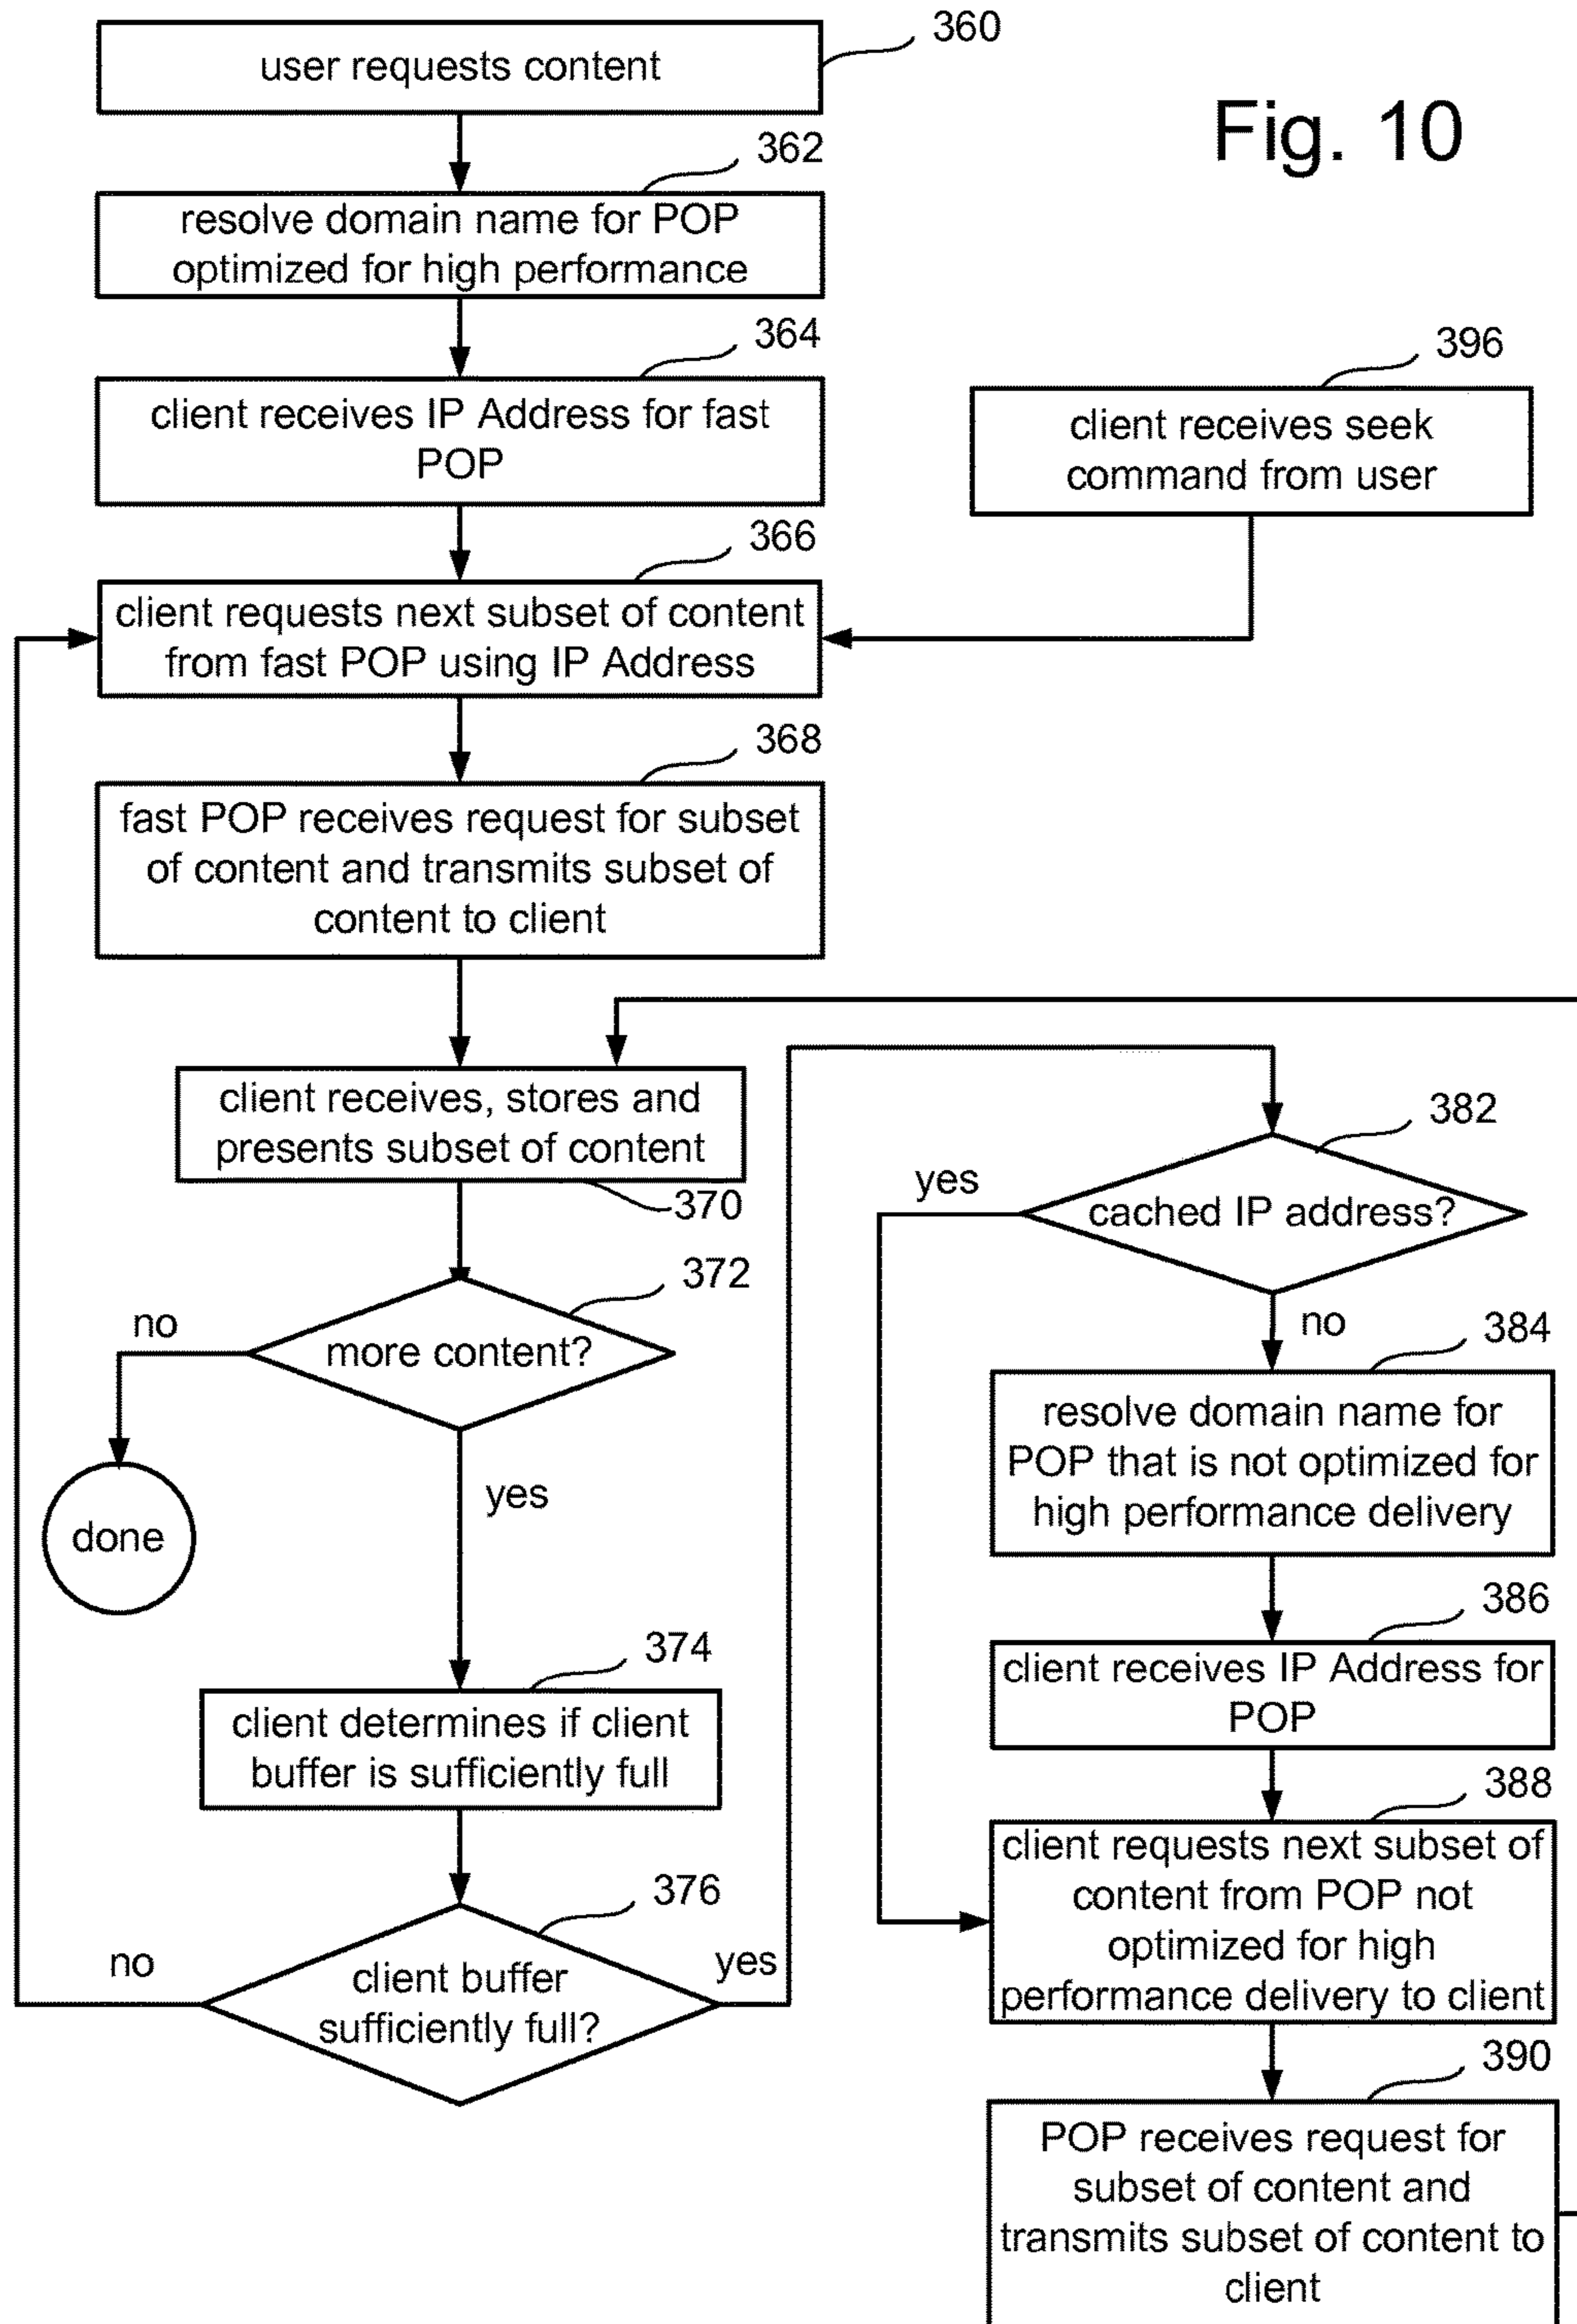 360
user requests content
Fig. 10
362
resolve domain name for POP
optimized for high performance
364
client receives IP Address for fast
POP
396
client receives seek
command from user
366
client requests next subset of content
from fast POP using IP Address
368
fast POP receives request for subset
of content and transmits subset of
content to client
client receives, stores and
presents subset of content
370
372
more content?
no
done
yes
374
client determines if client
buffer is sufficiently full
376
client buffer
sufficiently full?
no
yes
382
cached IP address?
yes
no
384
resolve domain name for
POP that is not optimized for
high performance delivery
386
client receives IP Address for
POP
388
client requests next subset of
content from POP not
optimized for high
performance delivery to client
390
POP receives request for
subset of content and
transmits subset of content to
client